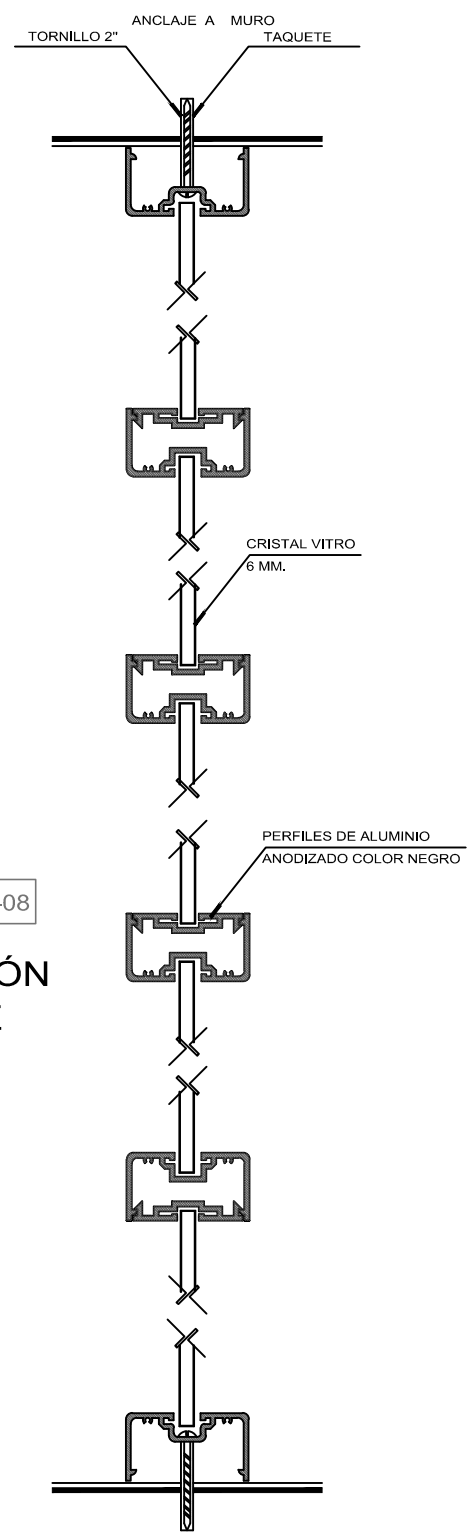 ANCLAJE A MURO
TORNILLO 2"
TAQUETE
CRISTAL VITRO
6 MM.
PERFILES DE ALUMINIO
ANODIZADO COLOR NEGRO
-08
ÓN